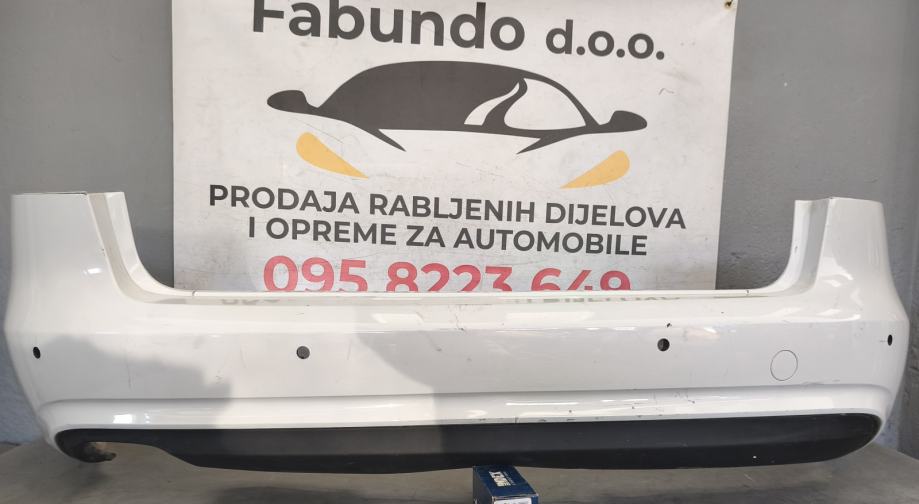 Fabundo d.o.o.
PRODAJA RABLJENIH DIJELOVA
I OPREME ZA AUTOMOBILE
095 8223 649